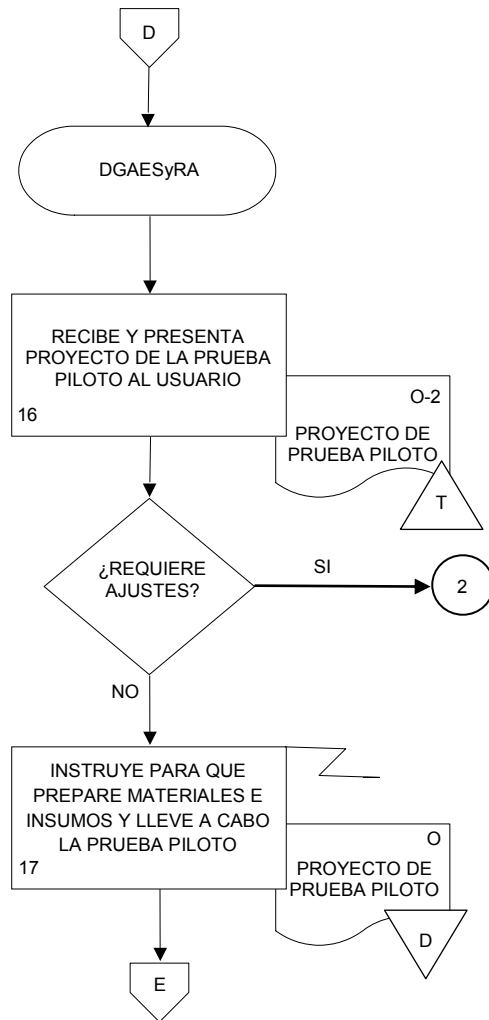 D
DGAESyRA
RECIBE Y PRESENTA
PROYECTO DE LA PRUEBA
PILOTO AL USUARIO
16
O-2
PROYECTO DE
PRUEBA PILOTO
T
¿REQUIERE
AJUSTES?
SI
2
NO
INSTRUYE PARA QUE
PREPARE MATERIALES E
INSUMOS Y LLEVE A CABO
LA PRUEBA PILOTO
17
O
PROYECTO DE
PRUEBA PILOTO
D
E